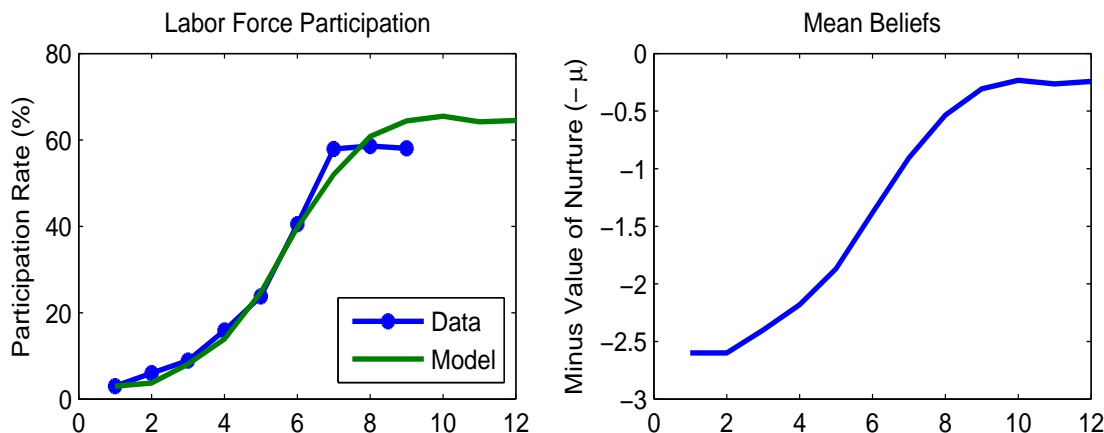 Labor Force Participation
Participation Rate (%)
80
60
40
20
0
0 2 4 6 8 10 12
Data
Model
Mean Beliefs
Minus Value of Nurture (− μ)
0
−0.5
−1
−1.5
−2
−2.5
−3
0 2 4 6 8 10 12